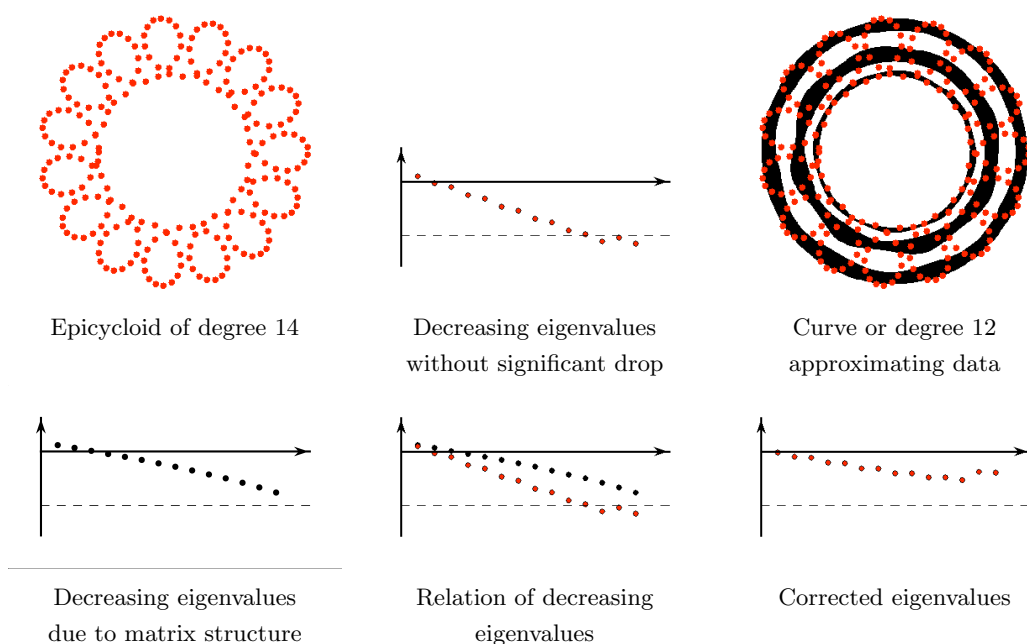 Epicycloid of degree 14
Decreasing eigenvalues
without significant drop
Curve or degree 12
approximating data
Decreasing eigenvalues
due to matrix structure
Relation of decreasing
eigenvalues
Corrected eigenvalues